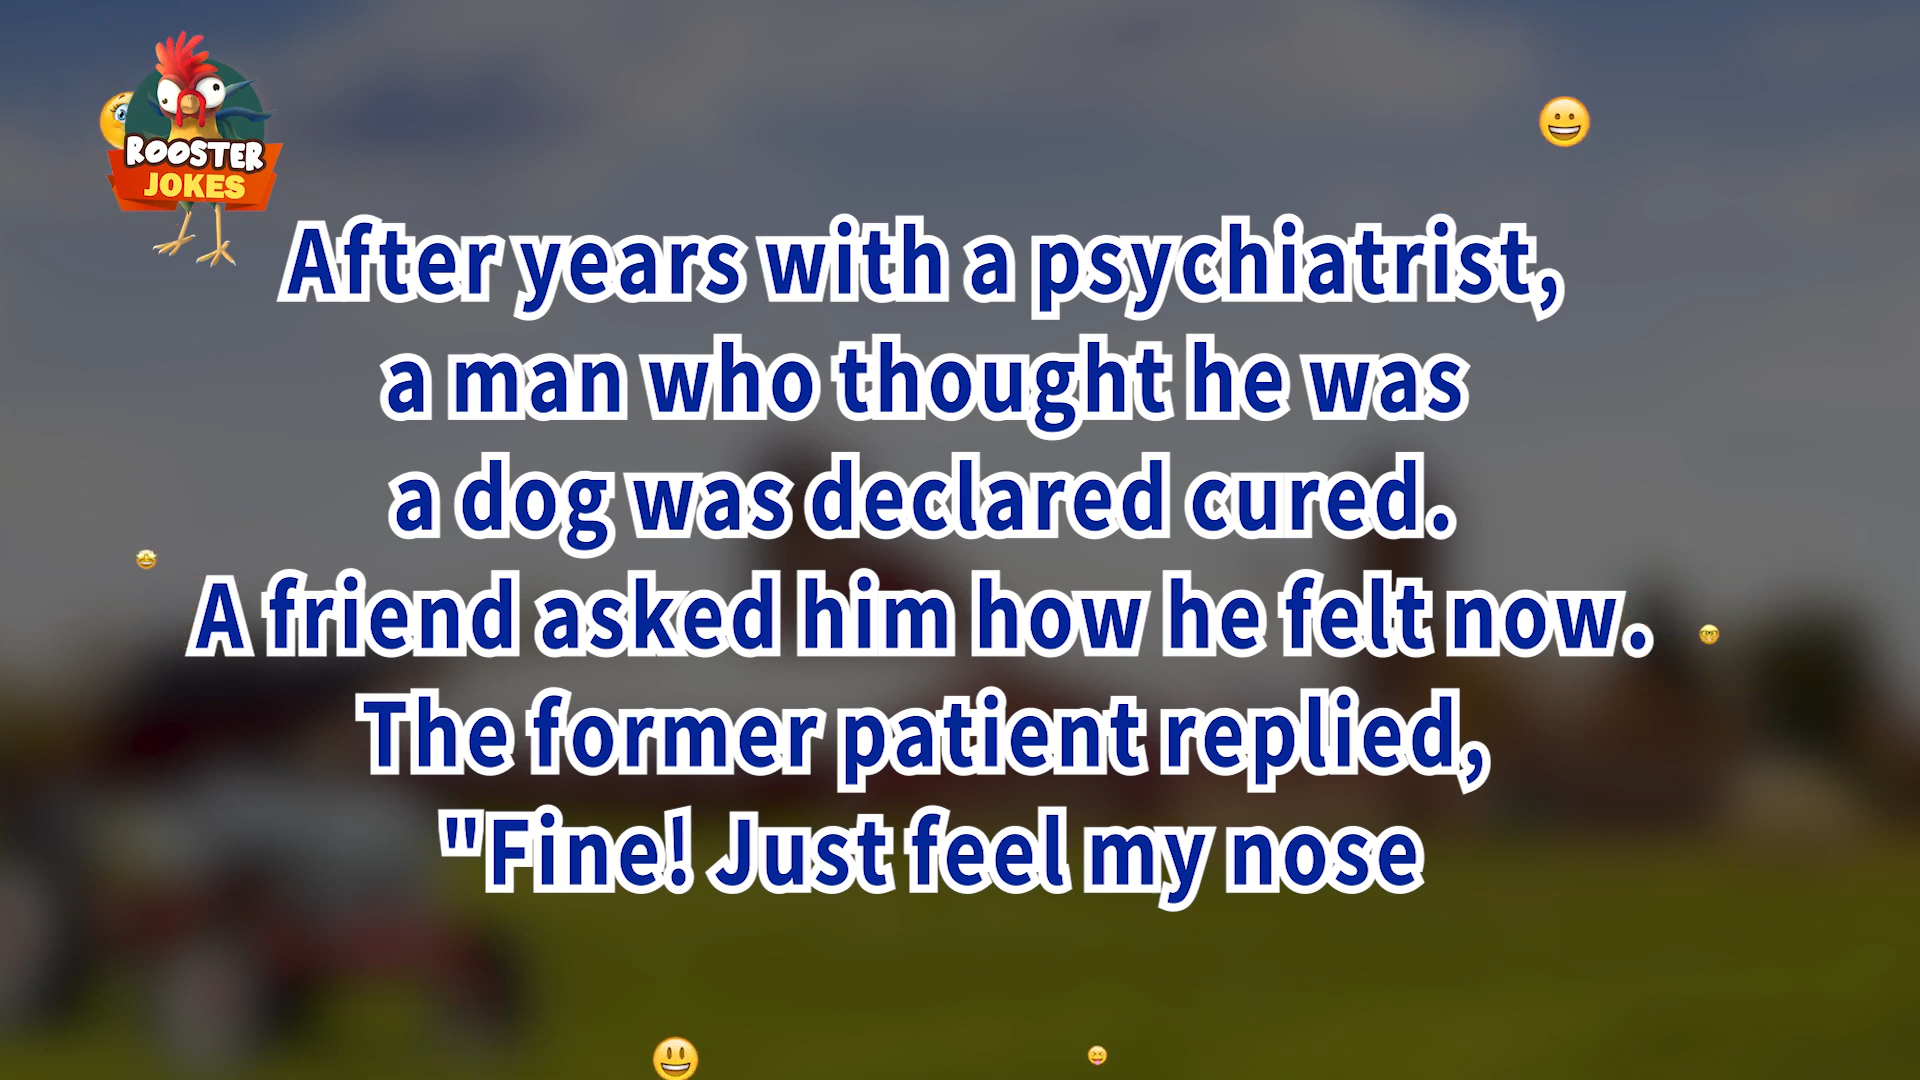 ROOSTER
JOKES
After years with a psychiatrist,
a man who thought he was
a dog was declared cured.
A friend asked him how he felt now.
The former patient replied,
"Fine! Just feel my nose